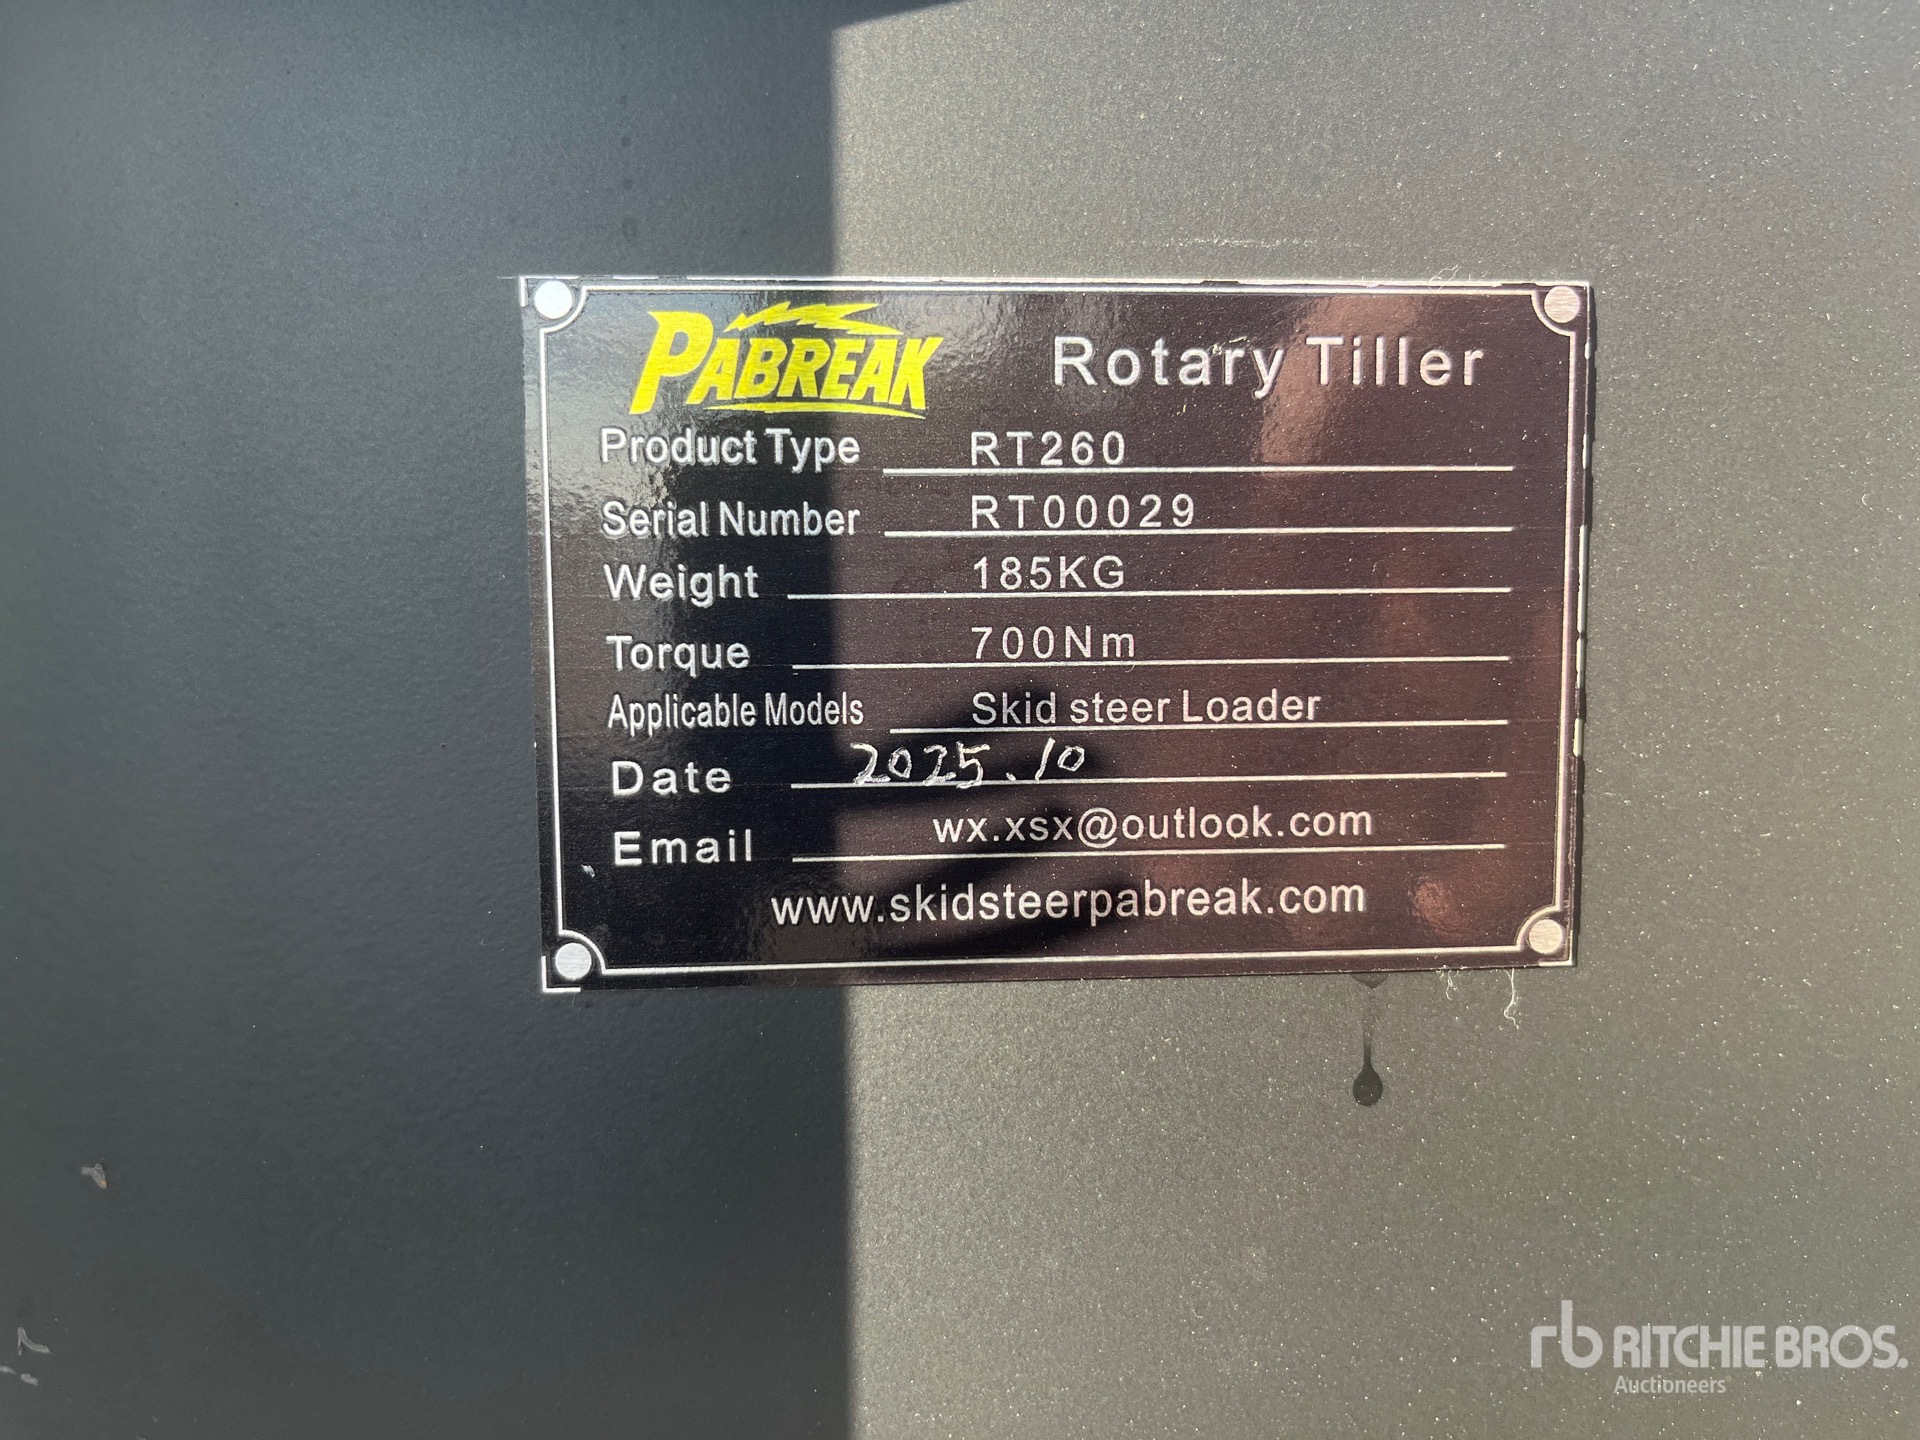 PABREAK Rotary Tiller
Product Type RT260
Serial Number RT00029
Weight 185KG
Torque 700Nm
Applicable Models Skid steer Loader
Date 2025.10
Email wx.xsx@outlook.com
www.skidsteerpabreak.com
rb RITCHIE BROS.
Auctioneers